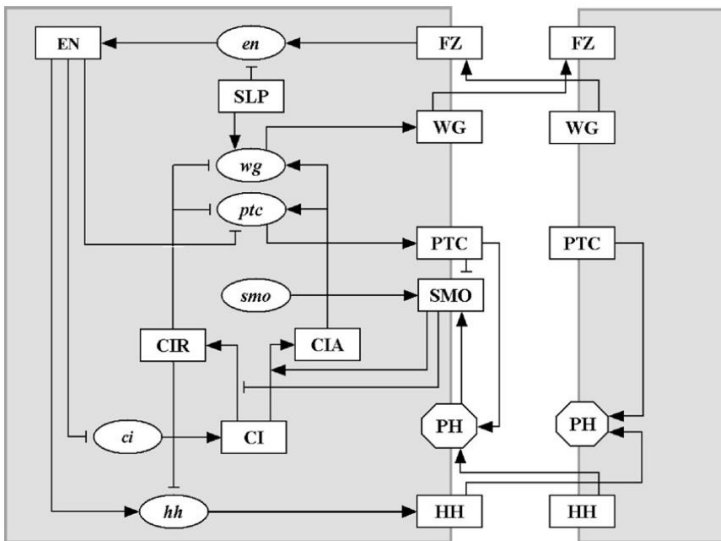 EN
en
FZ
FZ
SLP
WG
WG
wg
ptc
PTC
PTC
smo
SMO
CIR
CIA
PH
PH
ci
CI
hh
HH
HH